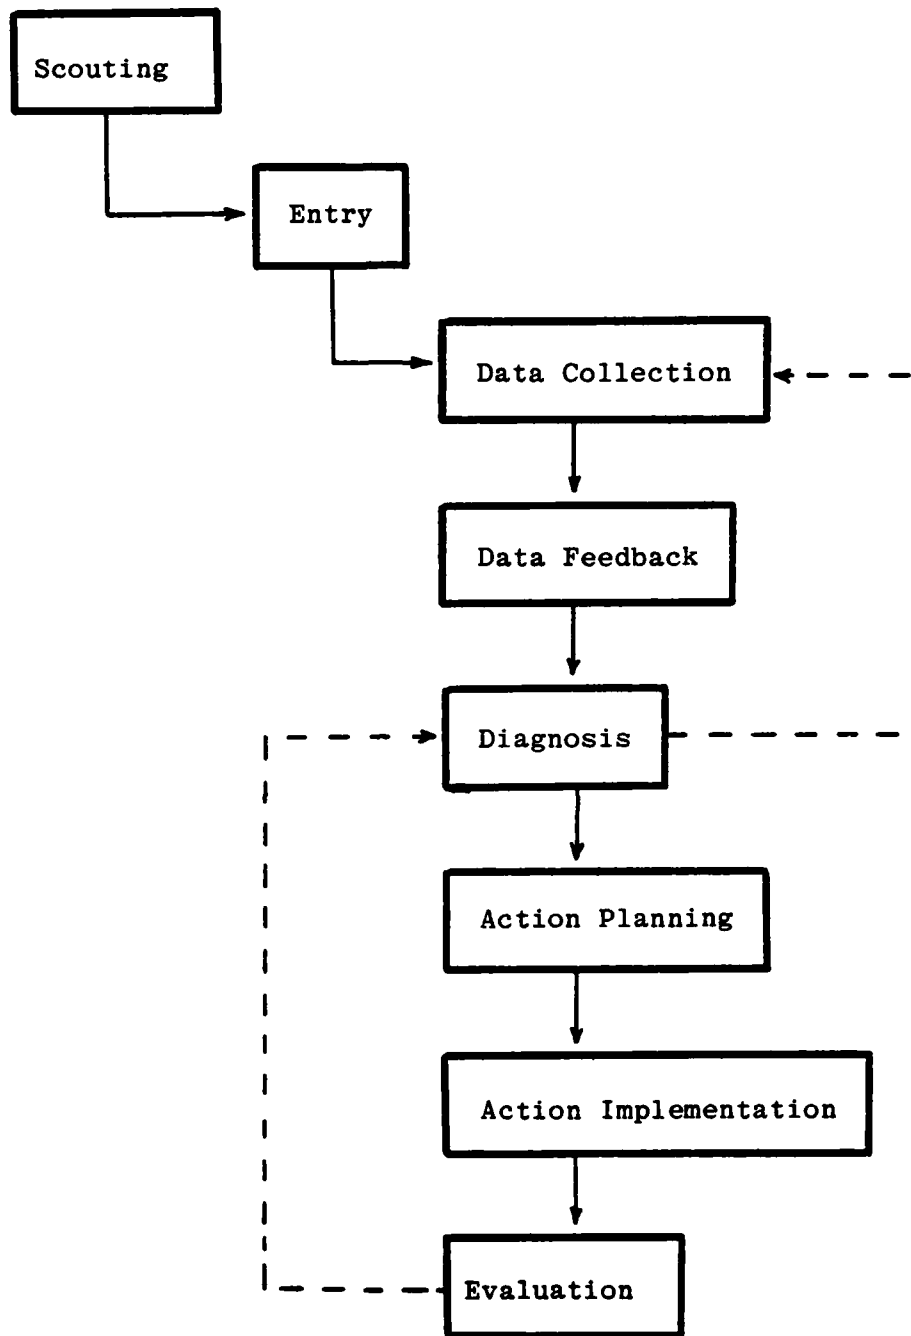 Scouting
Entry
Data Collection
Data Feedback
Diagnosis
Action Planning
Action Implementation
Evaluation